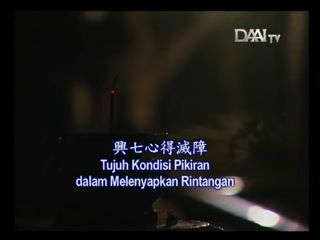 DAAI TV
興七心得滅障
Tujuh Kondisi Pikiran
dalam Melenyapkan Rintangan